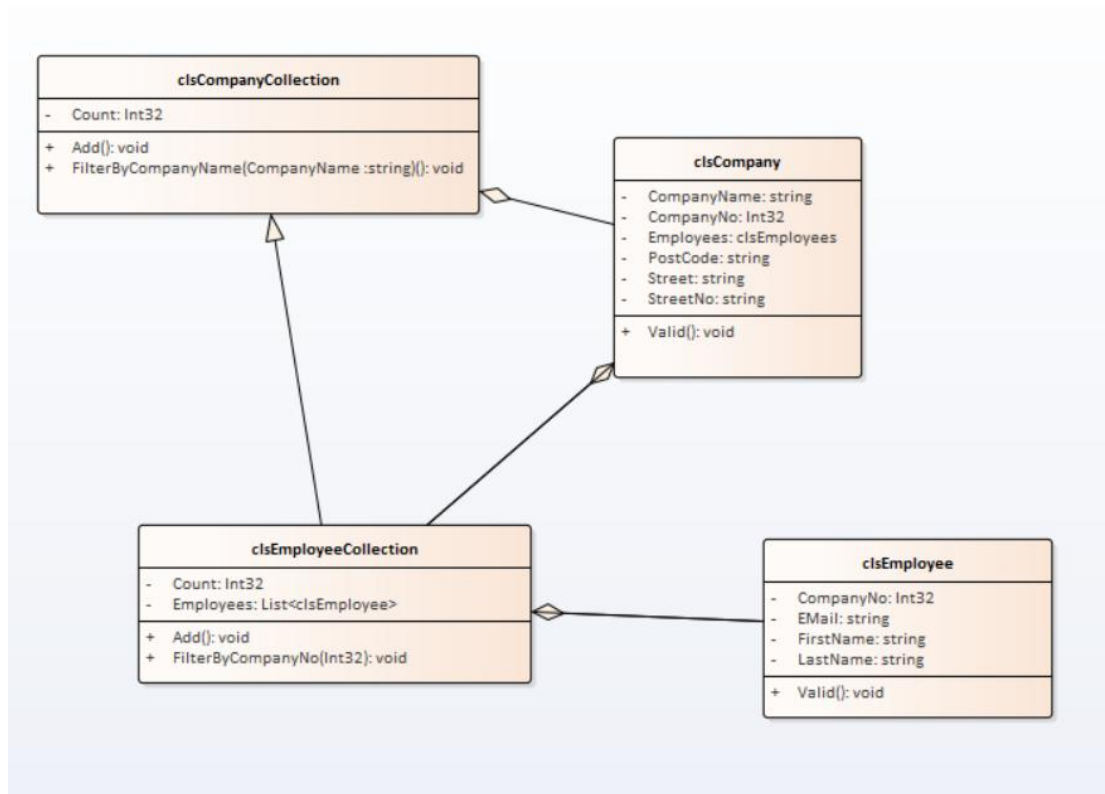 clsCompanyCollection
- Count: Int32
+ Add(): void
+ FilterByCompanyName(CompanyName :string)(): void
clsCompany
- CompanyName: string
- CompanyNo: Int32
- Employees: clsEmployees
- PostCode: string
- Street: string
- StreetNo: string
+ Valid(): void
clsEmployeeCollection
- Count: Int32
- Employees: List<clsEmployee>
+ Add(): void
+ FilterByCompanyNo(Int32): void
clsEmployee
- CompanyNo: Int32
- EMail: string
- FirstName: string
- LastName: string
+ Valid(): void